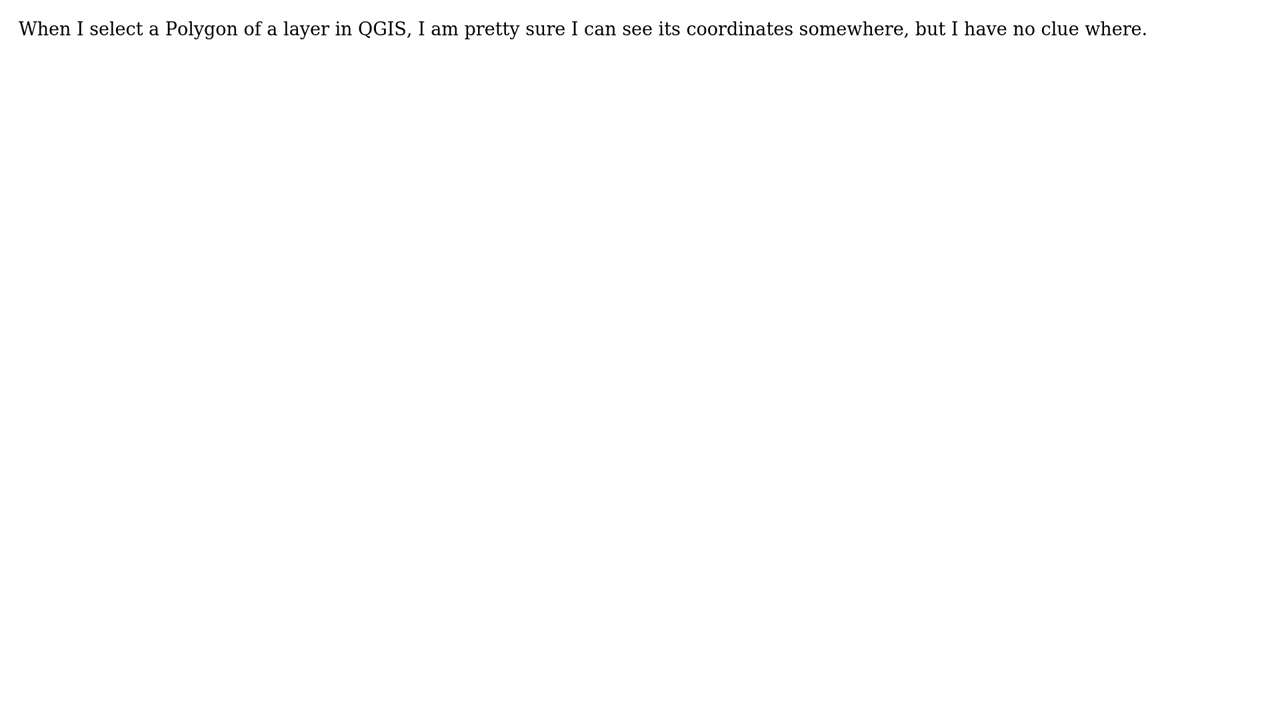 When I select a Polygon of a layer in QGIS, I am pretty sure I can see its coordinates somewhere, but I have no clue where.